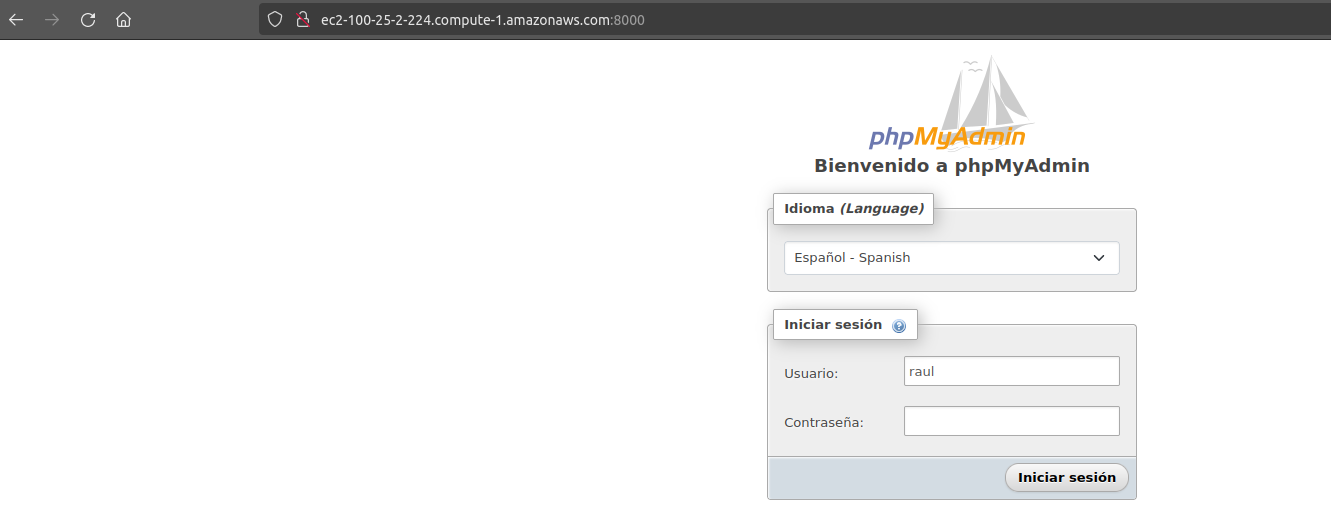 ec2-100-25-2-224.compute-1.amazonaws.com:8000
phpMyAdmin
Bienvenido a phpMyAdmin
Idioma (Language)
Español - Spanish
Iniciar sesión ?
Usuario: raul
Contraseña:
Iniciar sesión